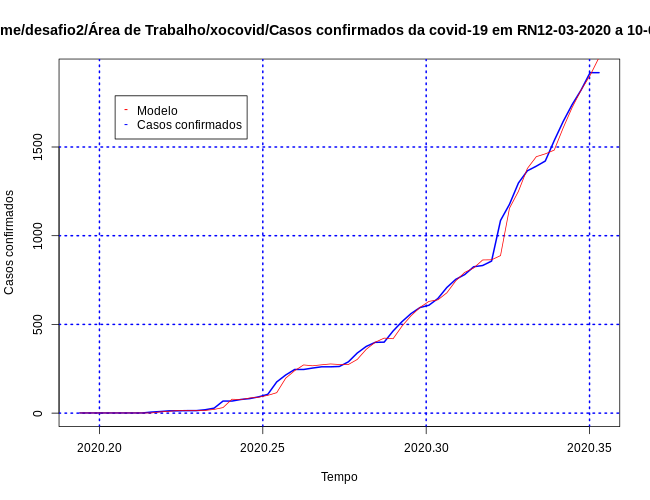 me/desafio2/Área de Trabalho/xocovid/Casos confirmados da covid-19 em RN12-03-2020 a 10-
Modelo
Casos confirmados
Casos confirmados
1500
1000
500
0
2020.20 2020.25 2020.30 2020.35
Tempo